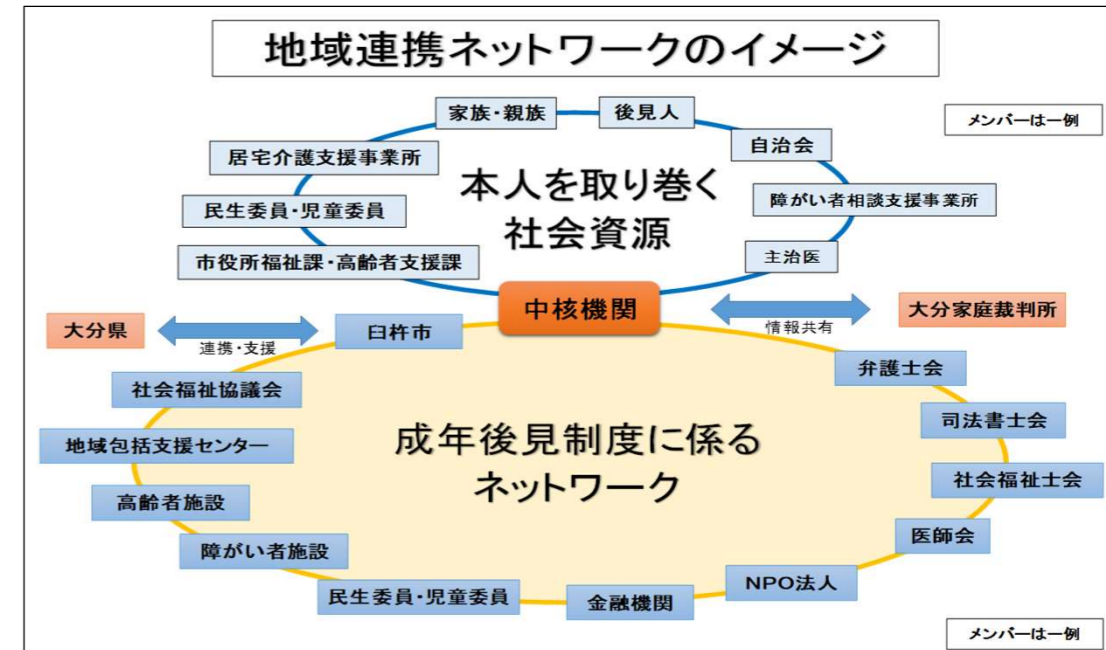 地域連携ネットワークのイメージ
メンバーは一例
家族・親族
後見人
自治会
居宅介護支援事業所
障がい者相談支援事業所
民生委員・児童委員
主治医
市役所福祉課・高齢者支援課
本人を取り巻く
社会資源
中核機関
大分県
連携・支援
臼杵市
情報共有
大分家庭裁判所
弁護士会
社会福祉協議会
司法書士会
地域包括支援センター
社会福祉士会
高齢者施設
医師会
障がい者施設
NPO法人
民生委員・児童委員
金融機関
成年後見制度に係る
ネットワーク
メンバーは一例